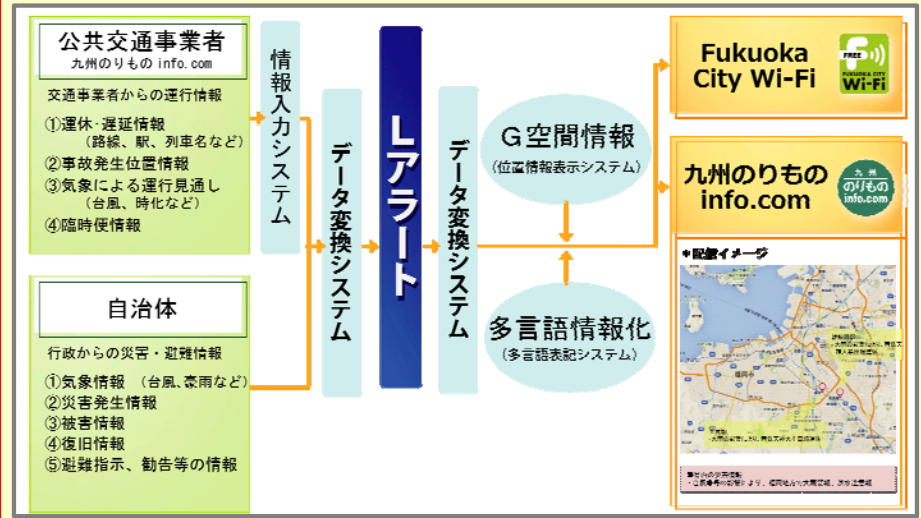 公共交通事業者
九州のりもの info.com
交通事業者からの運行情報
①運休・遅延情報
(路線、駅、列車名など)
②事故発生位置情報
③気象による運行見通し
(台風、時化など)
④臨時便情報
自治体
行政からの災害・避難情報
①気象情報 (台風、豪雨など)
②災害発生情報
③被害情報
④復旧情報
⑤避難指示、勧告等の情報
情報入力システム
データ変換システム
Lアラート
データ変換システム
G空間情報
(位置情報表示システム)
多言語情報化
(多言語表記システム)
Fukuoka
City Wi-Fi
FREE
FUKUOKA CITY
Wi-Fi
九州のりもの
info.com
九州
のりもの
info.com
*配信イメージ
福岡市